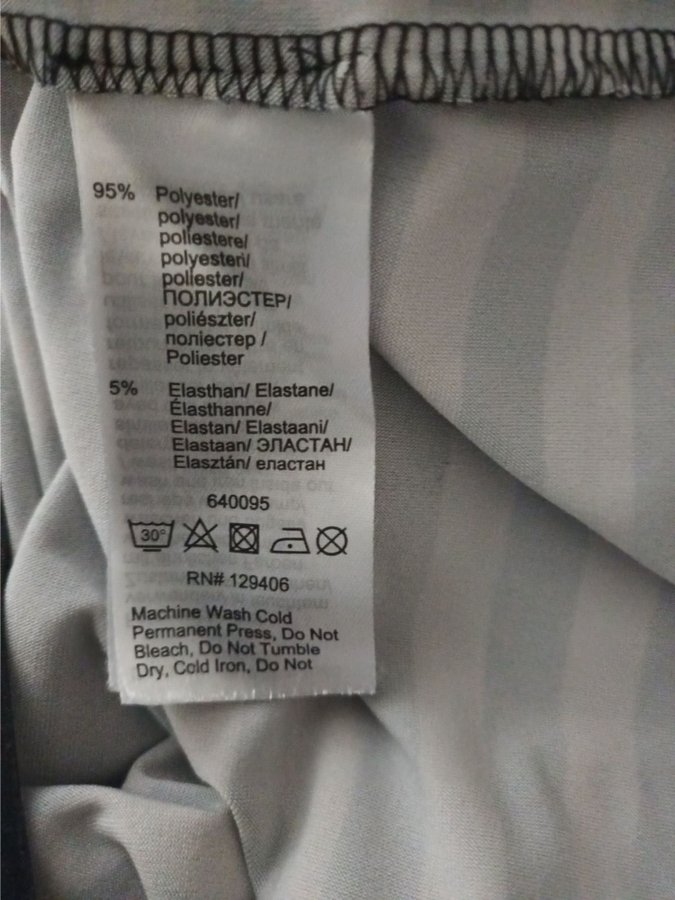 95% Polyester/
polyester/
poliestere/
polyesteri/
poliester/
ПОЛИЭСТЕР/
poliészter/
поліестер /
Poliester
5% Elasthan/ Elastane/
Élasthanne/
Elastan/ Elastaani/
Elastaan/ ЭЛАСТАН/
Elasztán/ еластан
640095
30°
RN# 129406
Machine Wash Cold
Permanent Press, Do Not
Bleach, Do Not Tumble
Dry, Cold Iron, Do Not